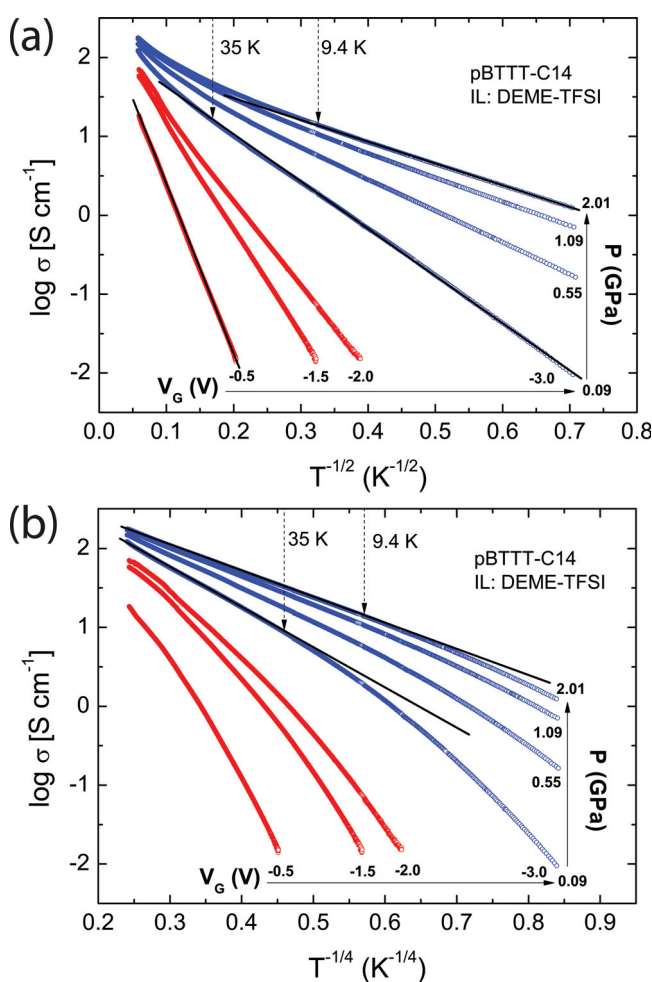 (a)
35 K
9.4 K
pBTTT-C14
IL: DEME-TFSI
2
1
0
-1
-2
log σ [S cm⁻¹]
2.01
1.09
0.55
0.09
P (GPa)
V_G (V)
-0.5
-1.5
-2.0
-3.0
0.0
0.1
0.2
0.3
0.4
0.5
0.6
0.7
0.8
T^{-1/2} (K^{-1/2})
(b)
35 K
9.4 K
pBTTT-C14
IL: DEME-TFSI
2
1
0
-1
-2
log σ [S cm⁻¹]
2.01
1.09
0.55
0.09
P (GPa)
V_G (V)
-0.5
-1.5
-2.0
-3.0
0.2
0.3
0.4
0.5
0.6
0.7
0.8
0.9
T^{-1/4} (K^{-1/4})